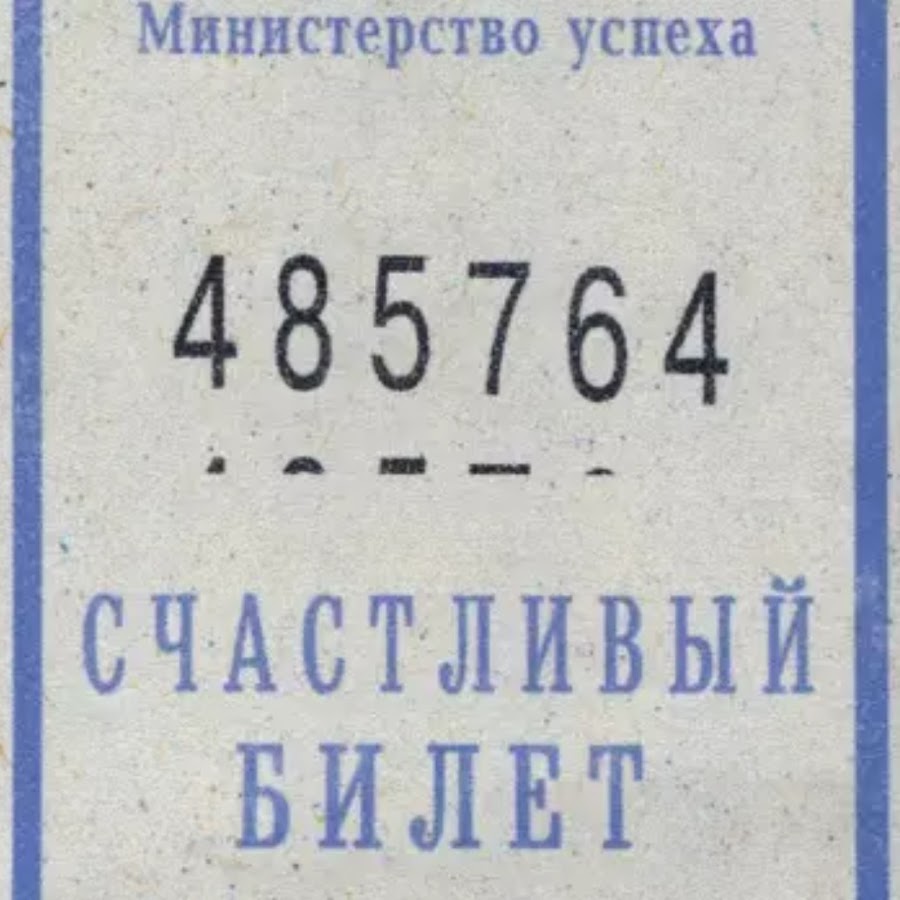 Министерство успеха
485764
СЧАСТЛИВЫЙ
БИЛЕТ